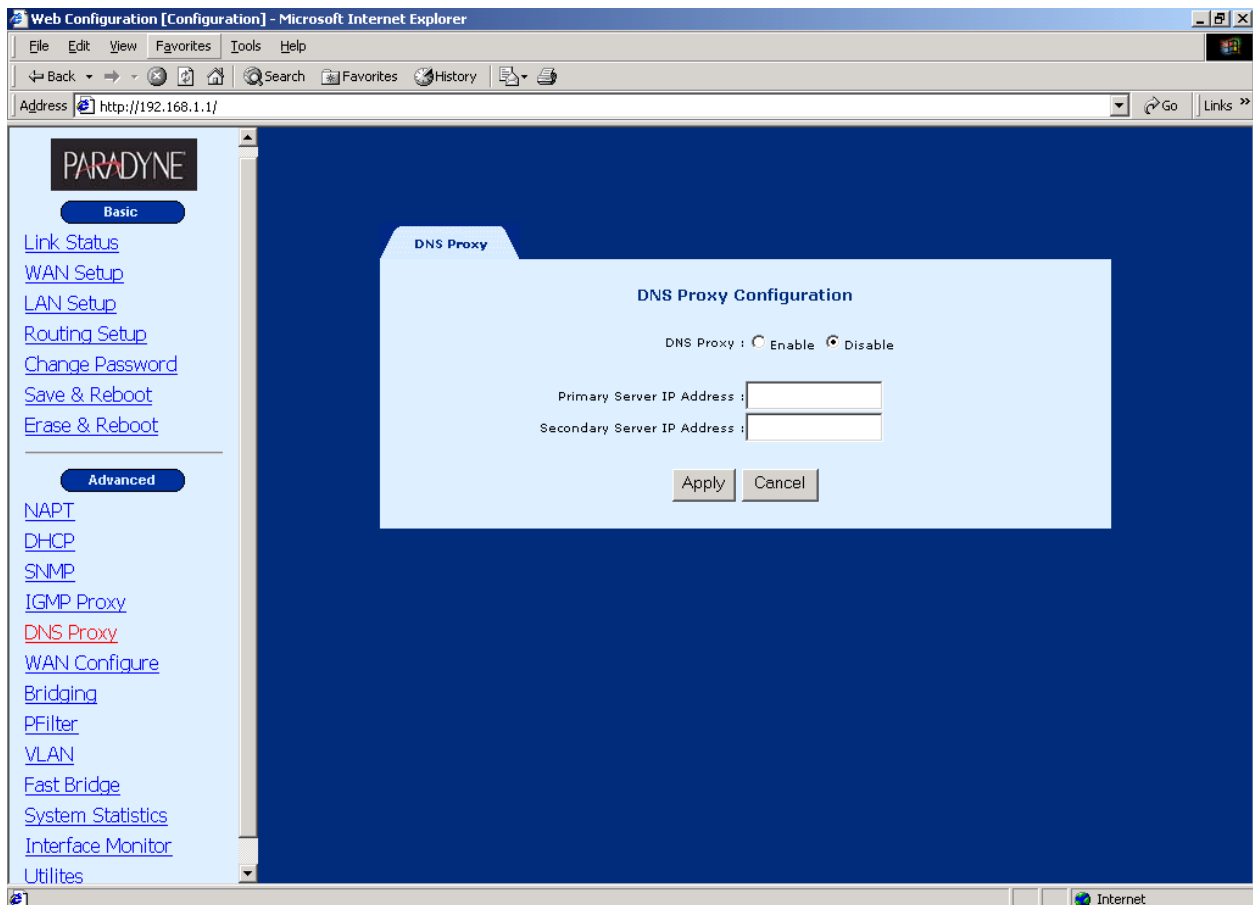 Web Configuration [Configuration] - Microsoft Internet Explorer
File Edit View Favorites Tools Help
Back Search Favorites History
Address http://192.168.1.1/ Go Links »
PARADYNE
Basic
Link Status
WAN Setup
LAN Setup
Routing Setup
Change Password
Save & Reboot
Erase & Reboot
Advanced
NAPT
DHCP
SNMP
IGMP Proxy
DNS Proxy
WAN Configure
Bridging
PFilter
VLAN
Fast Bridge
System Statistics
Interface Monitor
Utilites
DNS Proxy
DNS Proxy Configuration
DNS Proxy : Enable Disable
Primary Server IP Address :
Secondary Server IP Address :
Apply Cancel
Internet